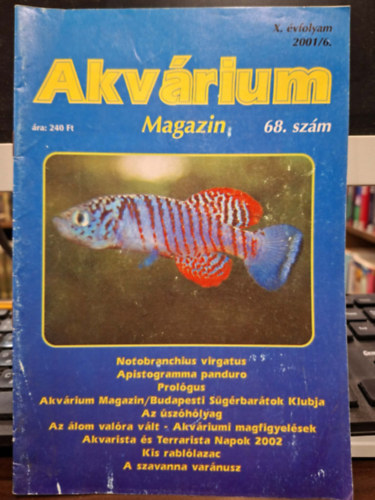 X. évfolyam
2001/6.
Akvárium
ára: 240 Ft
Magazin
68. szám
Notobranchius virgatus
Apistogramma panduro
Prológus
Akvárium Magazin/Budapesti Sügérbarátok Klubja
Az úszóhólyag
Az álom valóra vált - Akváriumi magfigyelések
Akvarista és Terrarista Napok 2002
Kis rablólazac
A szavanna varánusz